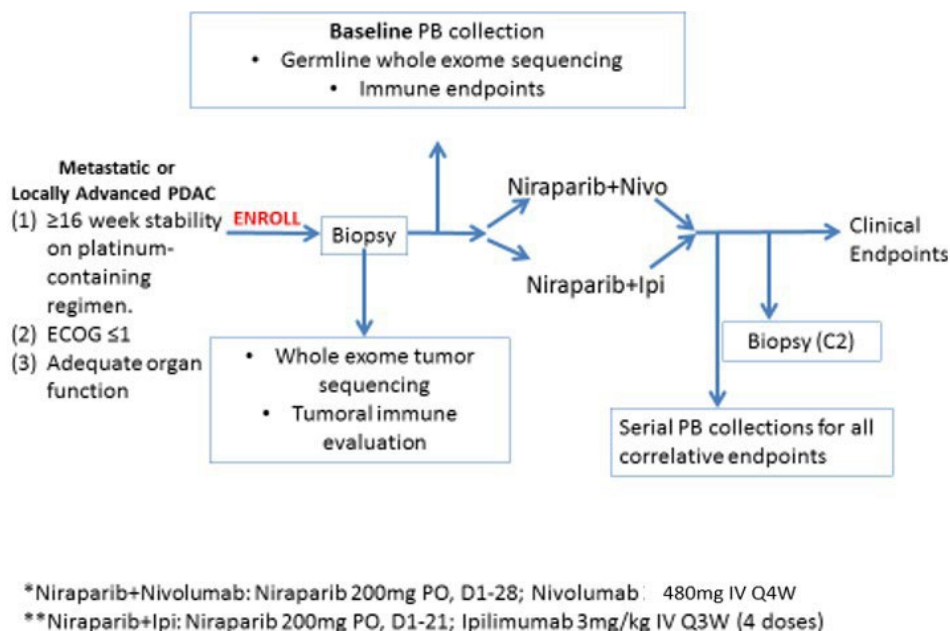 Baseline PB collection
• Germline whole exome sequencing
• Immune endpoints
Metastatic or
Locally Advanced PDAC
(1) ≥16 week stability
on platinum-
containing
regimen.
(2) ECOG ≤1
(3) Adequate organ
function
ENROLL
Biopsy
Niraparib+Nivo
Niraparib+Ipi
Clinical
Endpoints
• Whole exome tumor
sequencing
• Tumoral immune
evaluation
Biopsy (C2)
Serial PB collections for all
correlative endpoints
*Niraparib+Nivolumab: Niraparib 200mg PO, D1-28; Nivolumab 480mg IV Q4W
**Niraparib+Ipi: Niraparib 200mg PO, D1-21; Ipilimumab 3mg/kg IV Q3W (4 doses)